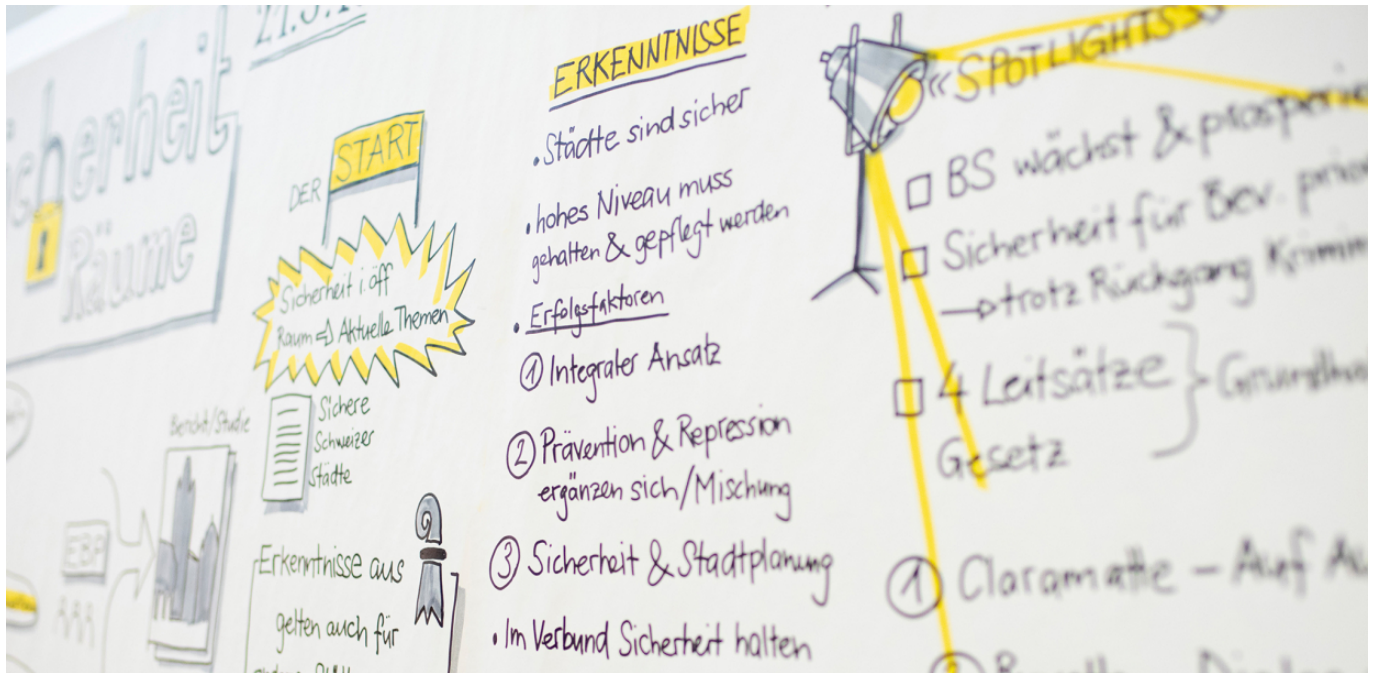 Sicherheit
Räume
DER
START
Sicherheit i. öff
Raum ⇒ Aktuelle Themen
Bericht/Studie
Sichere
Schweizer
Städte
EBP
Erkenntnisse aus
gelten auch für
ERKENNTNISSE
• Städte sind sicher
• hohes Niveau muss
gehalten & gepflegt werden
• Erfolgsfaktoren
① Integraler Ansatz
② Prävention & Repression
ergänzen sich/Mischung
③ Sicherheit & Stadtplanung
• Im Verbund Sicherheit halten
«SPOTLIGHTS»
□ BS wächst &
□ Sicherheit für Bev.
→ trotz Rückgang
□ 4 Leitsätze
Gesetz
① Claramatte – Auf